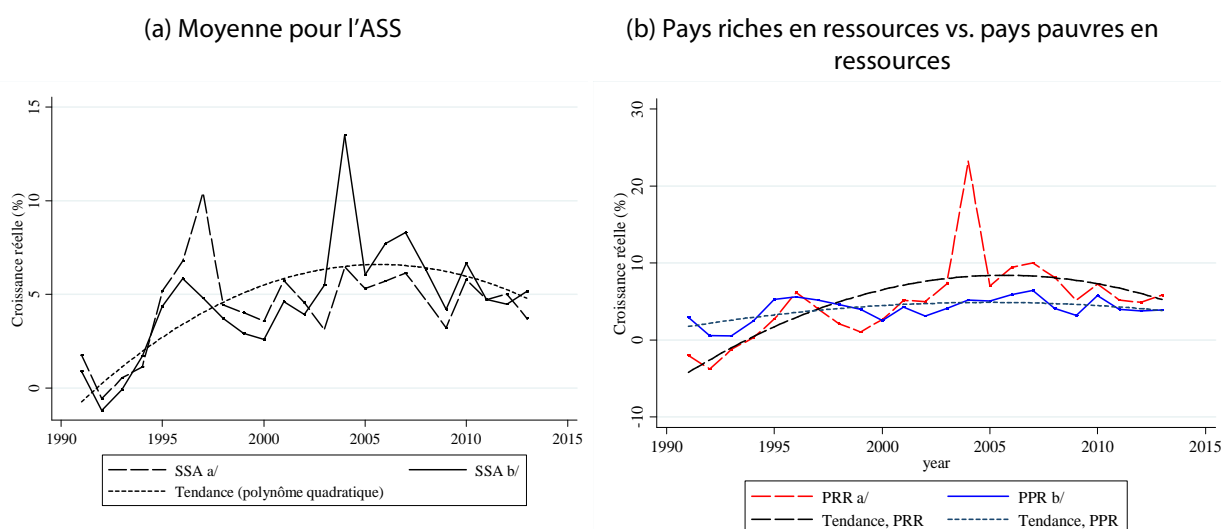 (a) Moyenne pour l'ASS
Croissance réelle (%)
15
10
5
0
1990
1995
2000
2005
2010
2015
SSA a/
SSA b/
Tendance (polynôme quadratique)
(b) Pays riches en ressources vs. pays pauvres en
ressources
Croissance réelle (%)
30
20
10
0
-10
1990
1995
2000
2005
2010
2015
year
PRR a/
PPR b/
Tendance, PRR
Tendance, PPR